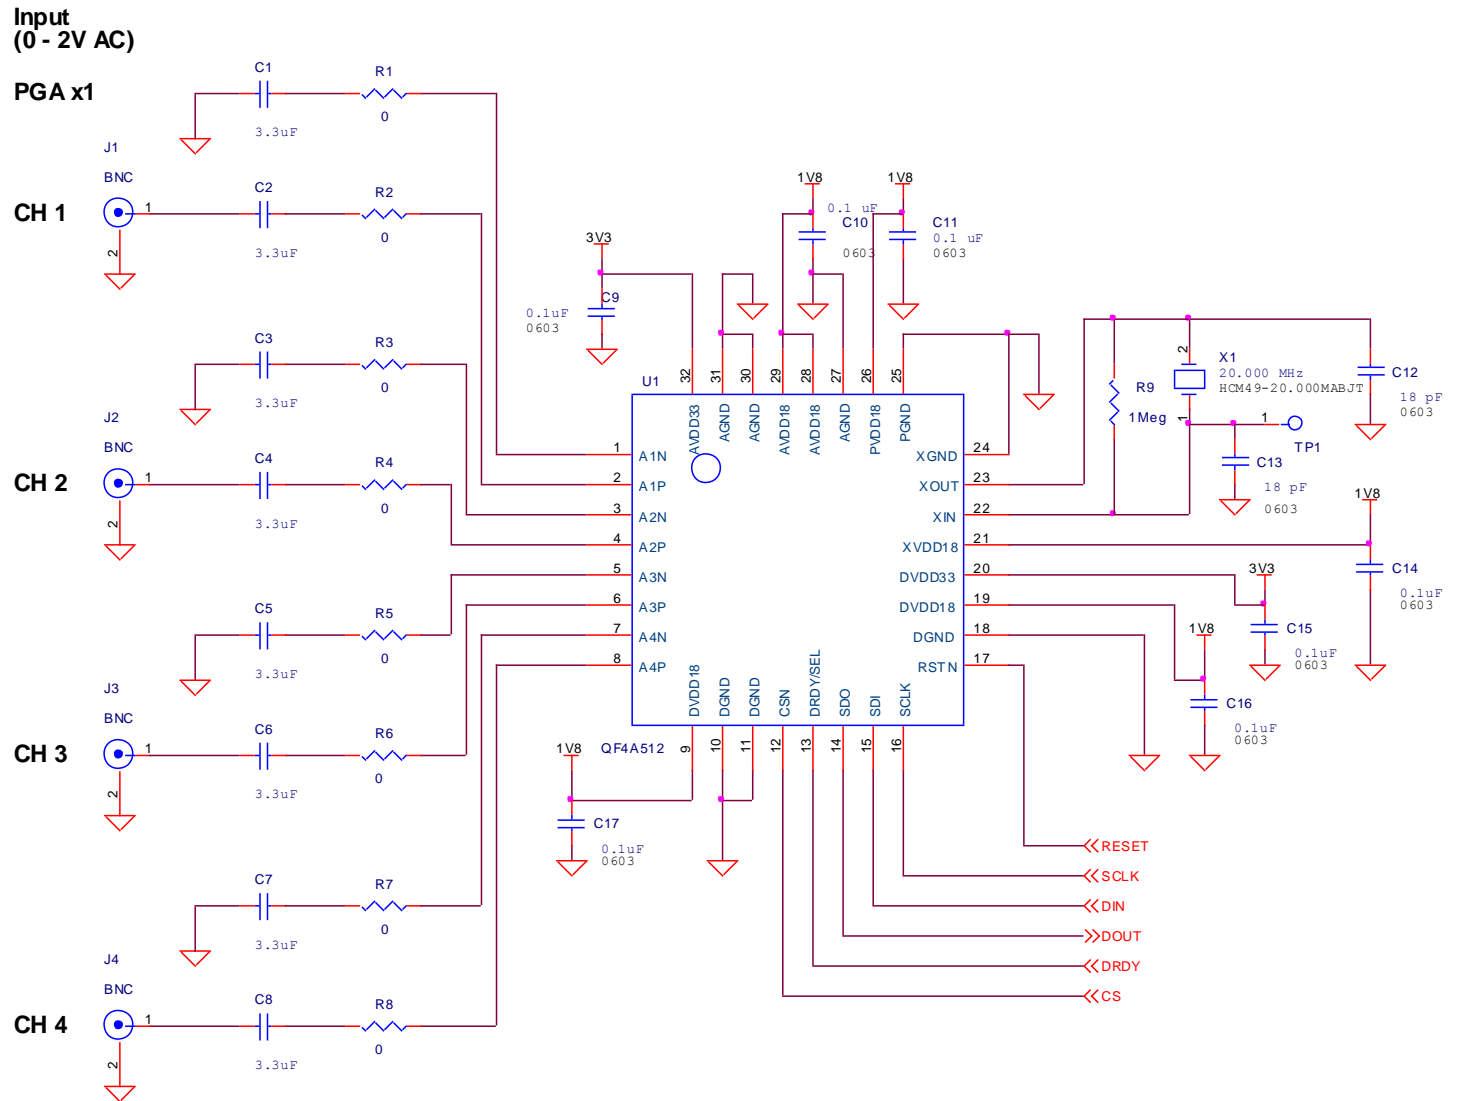 Input
(0 - 2V AC)
PGA x1
C1
3.3uF
R1
0
J1
BNC
CH 1
1
2
C2
3.3uF
R2
0
C3
3.3uF
R3
0
J2
BNC
CH 2
1
2
C4
3.3uF
R4
0
C5
3.3uF
R5
0
J3
BNC
CH 3
1
2
C6
3.3uF
R6
0
C7
3.3uF
R7
0
J4
BNC
CH 4
1
2
C8
3.3uF
R8
0
3V3
C9
0.1uF
0603
1V8
0.1 uF
C10
0603
1V8
C11
0.1 uF
0603
U1
QF4A512
32 AVDD33
31 AGND
30 AGND
29 AVDD18
28 AVDD18
27 AGND
26 PVDD18
25 PGND
1 A1N
2 A1P
3 A2N
4 A2P
5 A3N
6 A3P
7 A4N
8 A4P
XGND 24
XOUT 23
XIN 22
XVDD18 21
DVDD33 20
DVDD18 19
DGND 18
RSTN 17
DVDD18 9
DGND 10
DGND 11
CSN 12
DRDY/SEL 13
SDO 14
SDI 15
SCLK 16
R9
1Meg
2
1
X1
20.000 MHz
HCM49-20.000MABJT
C12
18 pF
0603
1
TP1
C13
18 pF
0603
1V8
C14
0.1uF
0603
3V3
C15
0.1uF
0603
1V8
C16
0.1uF
0603
1V8
C17
0.1uF
0603
RESET
SCLK
DIN
DOUT
DRDY
CS